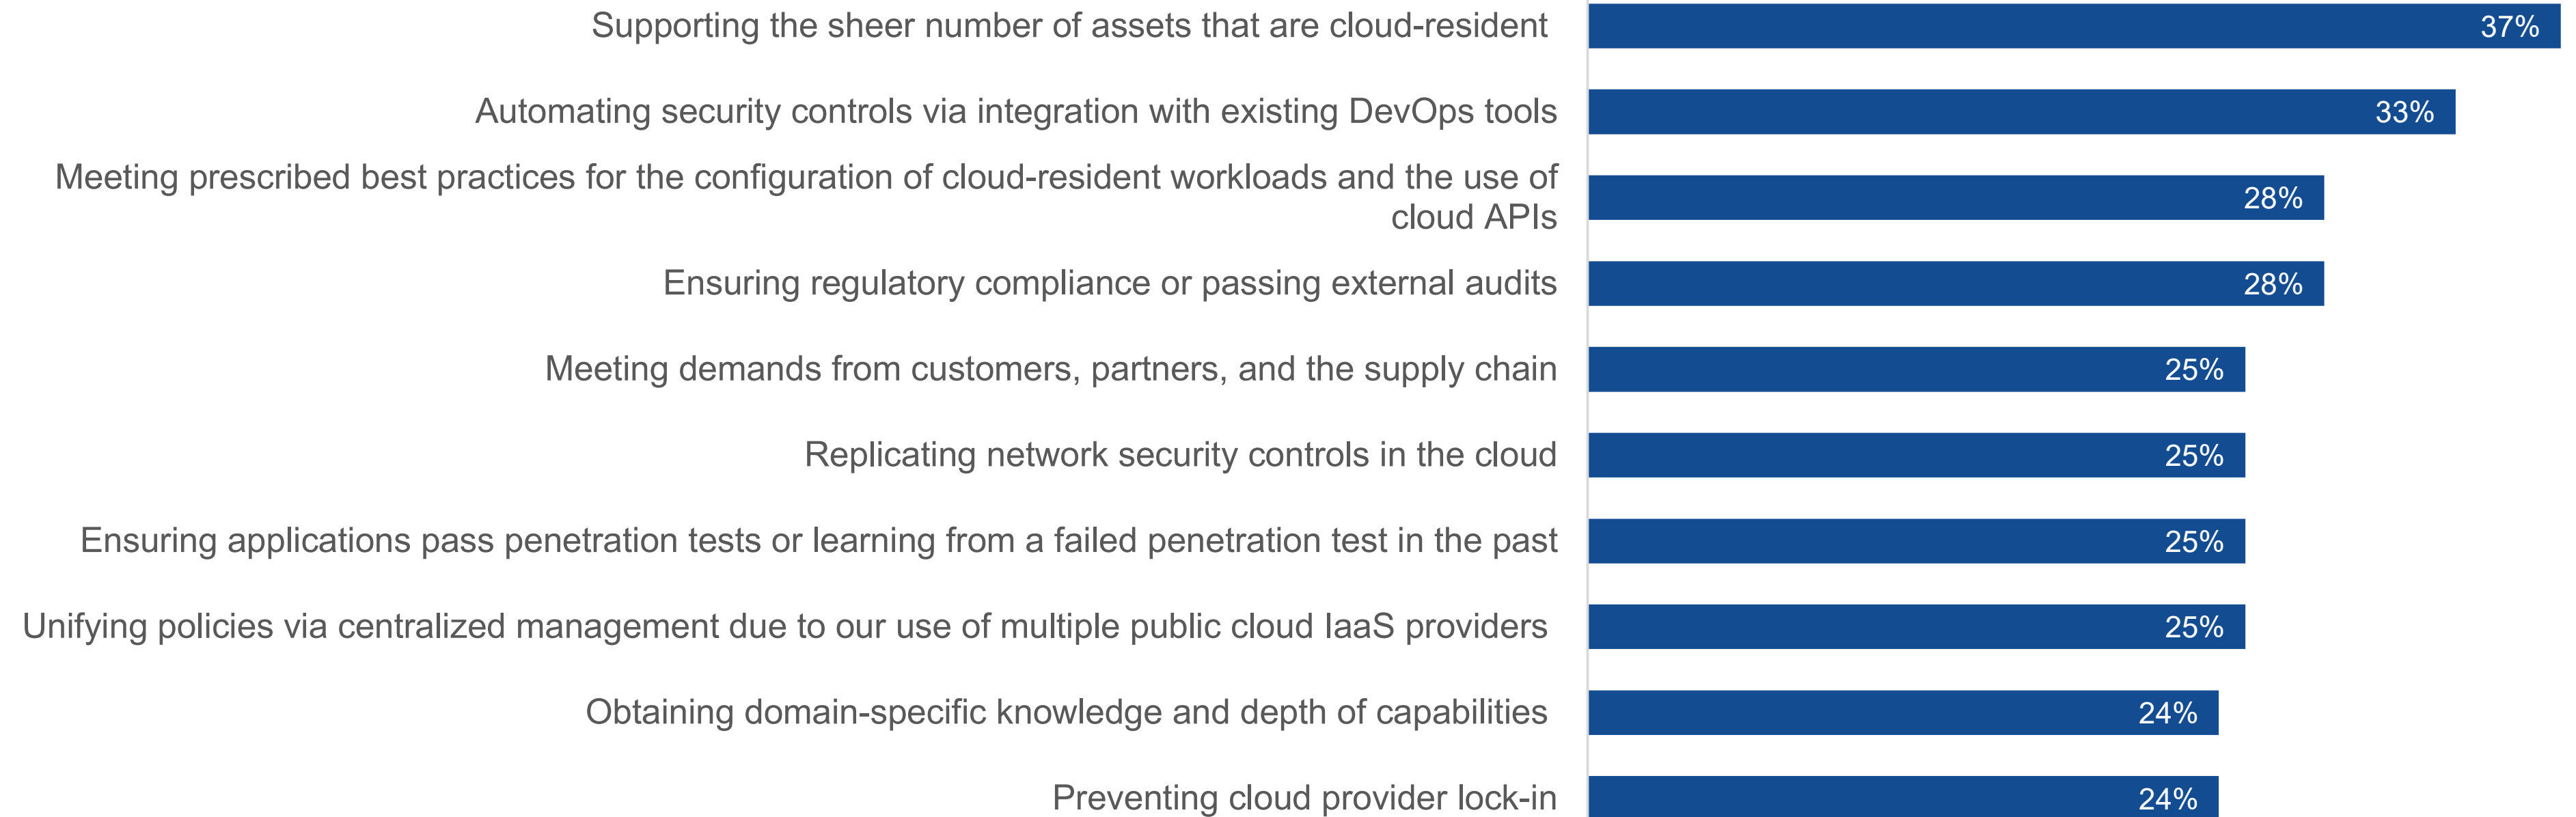 Supporting the sheer number of assets that are cloud-resident 37%
Automating security controls via integration with existing DevOps tools 33%
Meeting prescribed best practices for the configuration of cloud-resident workloads and the use of
cloud APIs 28%
Ensuring regulatory compliance or passing external audits 28%
Meeting demands from customers, partners, and the supply chain 25%
Replicating network security controls in the cloud 25%
Ensuring applications pass penetration tests or learning from a failed penetration test in the past 25%
Unifying policies via centralized management due to our use of multiple public cloud IaaS providers 25%
Obtaining domain-specific knowledge and depth of capabilities 24%
Preventing cloud provider lock-in 24%